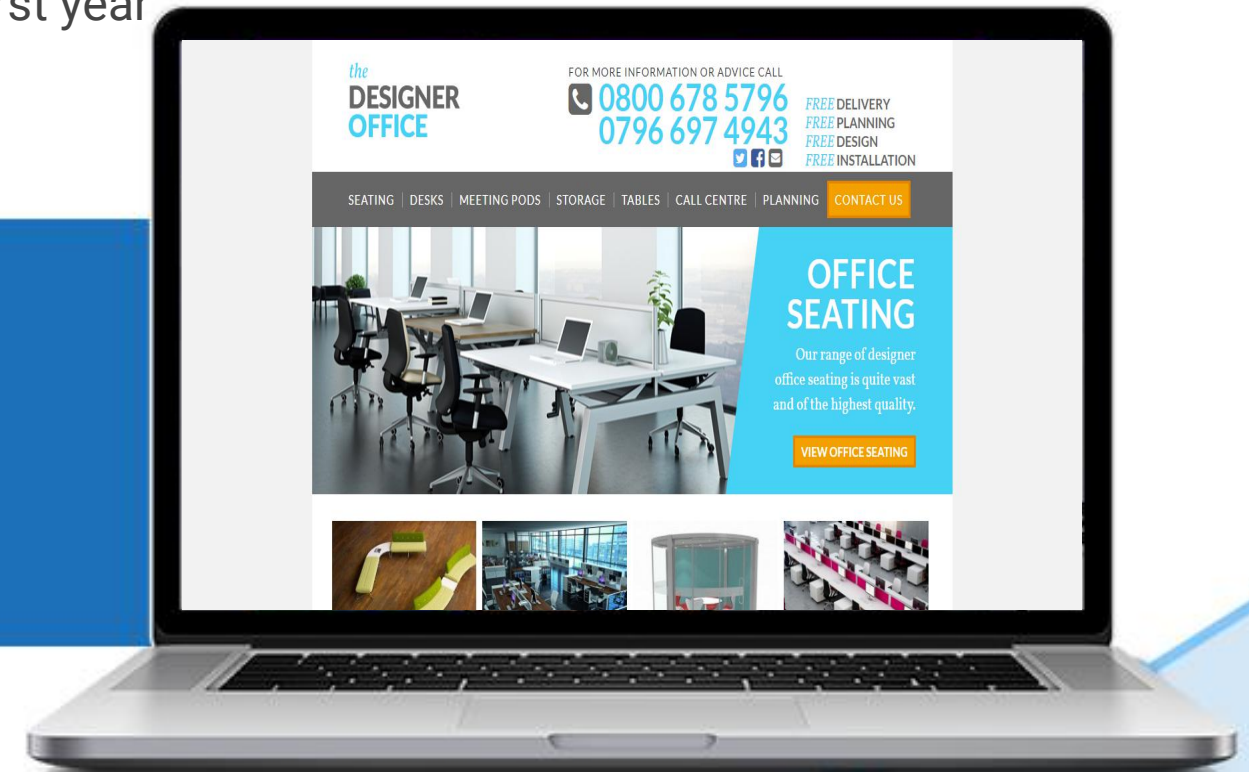 st year
the
DESIGNER
OFFICE
FOR MORE INFORMATION OR ADVICE CALL
0800 678 5796
0796 697 4943
FREE DELIVERY
FREE PLANNING
FREE DESIGN
FREE INSTALLATION
SEATING DESKS MEETING PODS STORAGE TABLES CALL CENTRE PLANNING CONTACT US
OFFICE
SEATING
Our range of designer
office seating is quite vast
and of the highest quality.
VIEW OFFICE SEATING